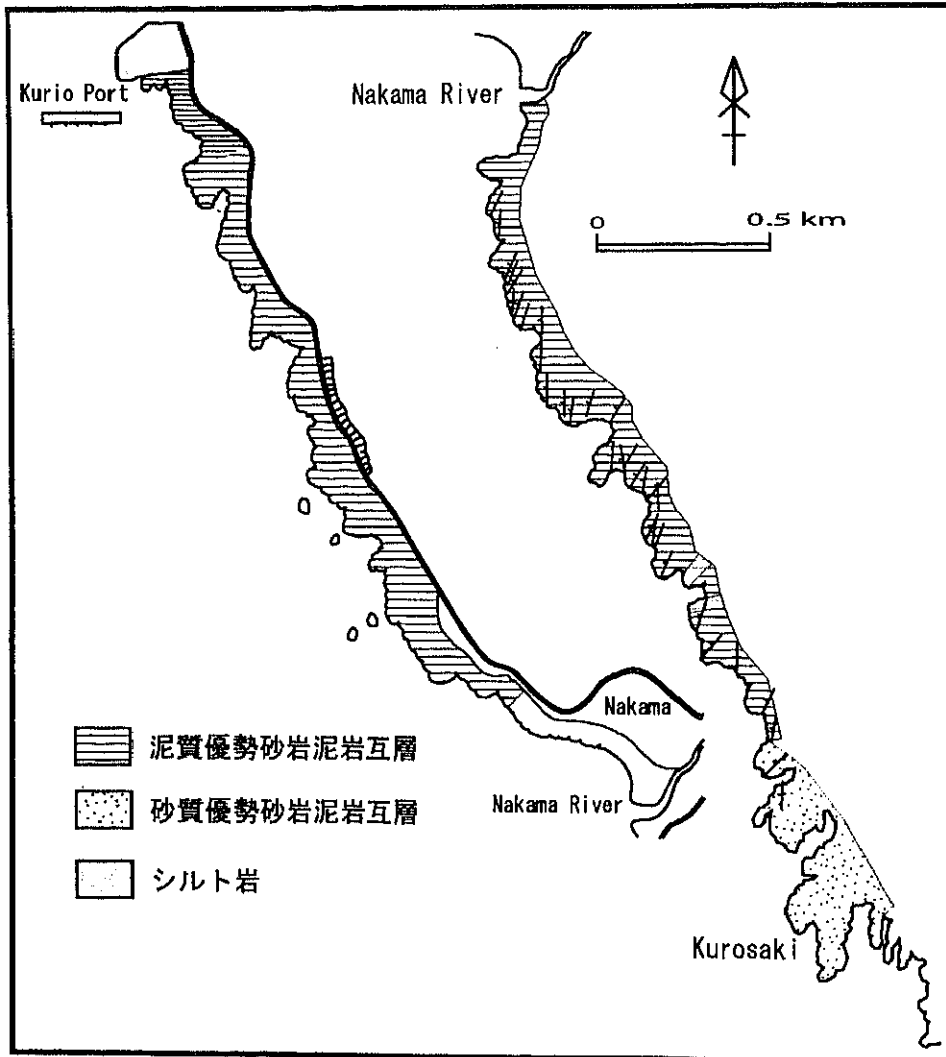 Kurio Port
Nakama River
0 0.5 km
Nakama
泥質優勢砂岩泥岩互層
砂質優勢砂岩泥岩互層
Nakama River
シルト岩
Kurosaki